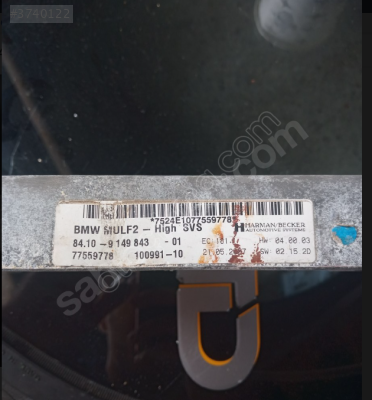 #3740122
*7524E1077559778*
BMW MULF2 - High SVS
HARMAN/BECKER
AUTOMOTIVE SYSTEMS
84.10-9 149 843 -01
HW 04 00 03
77559778 100991-10
SW 02 15 20
sahibinden.com